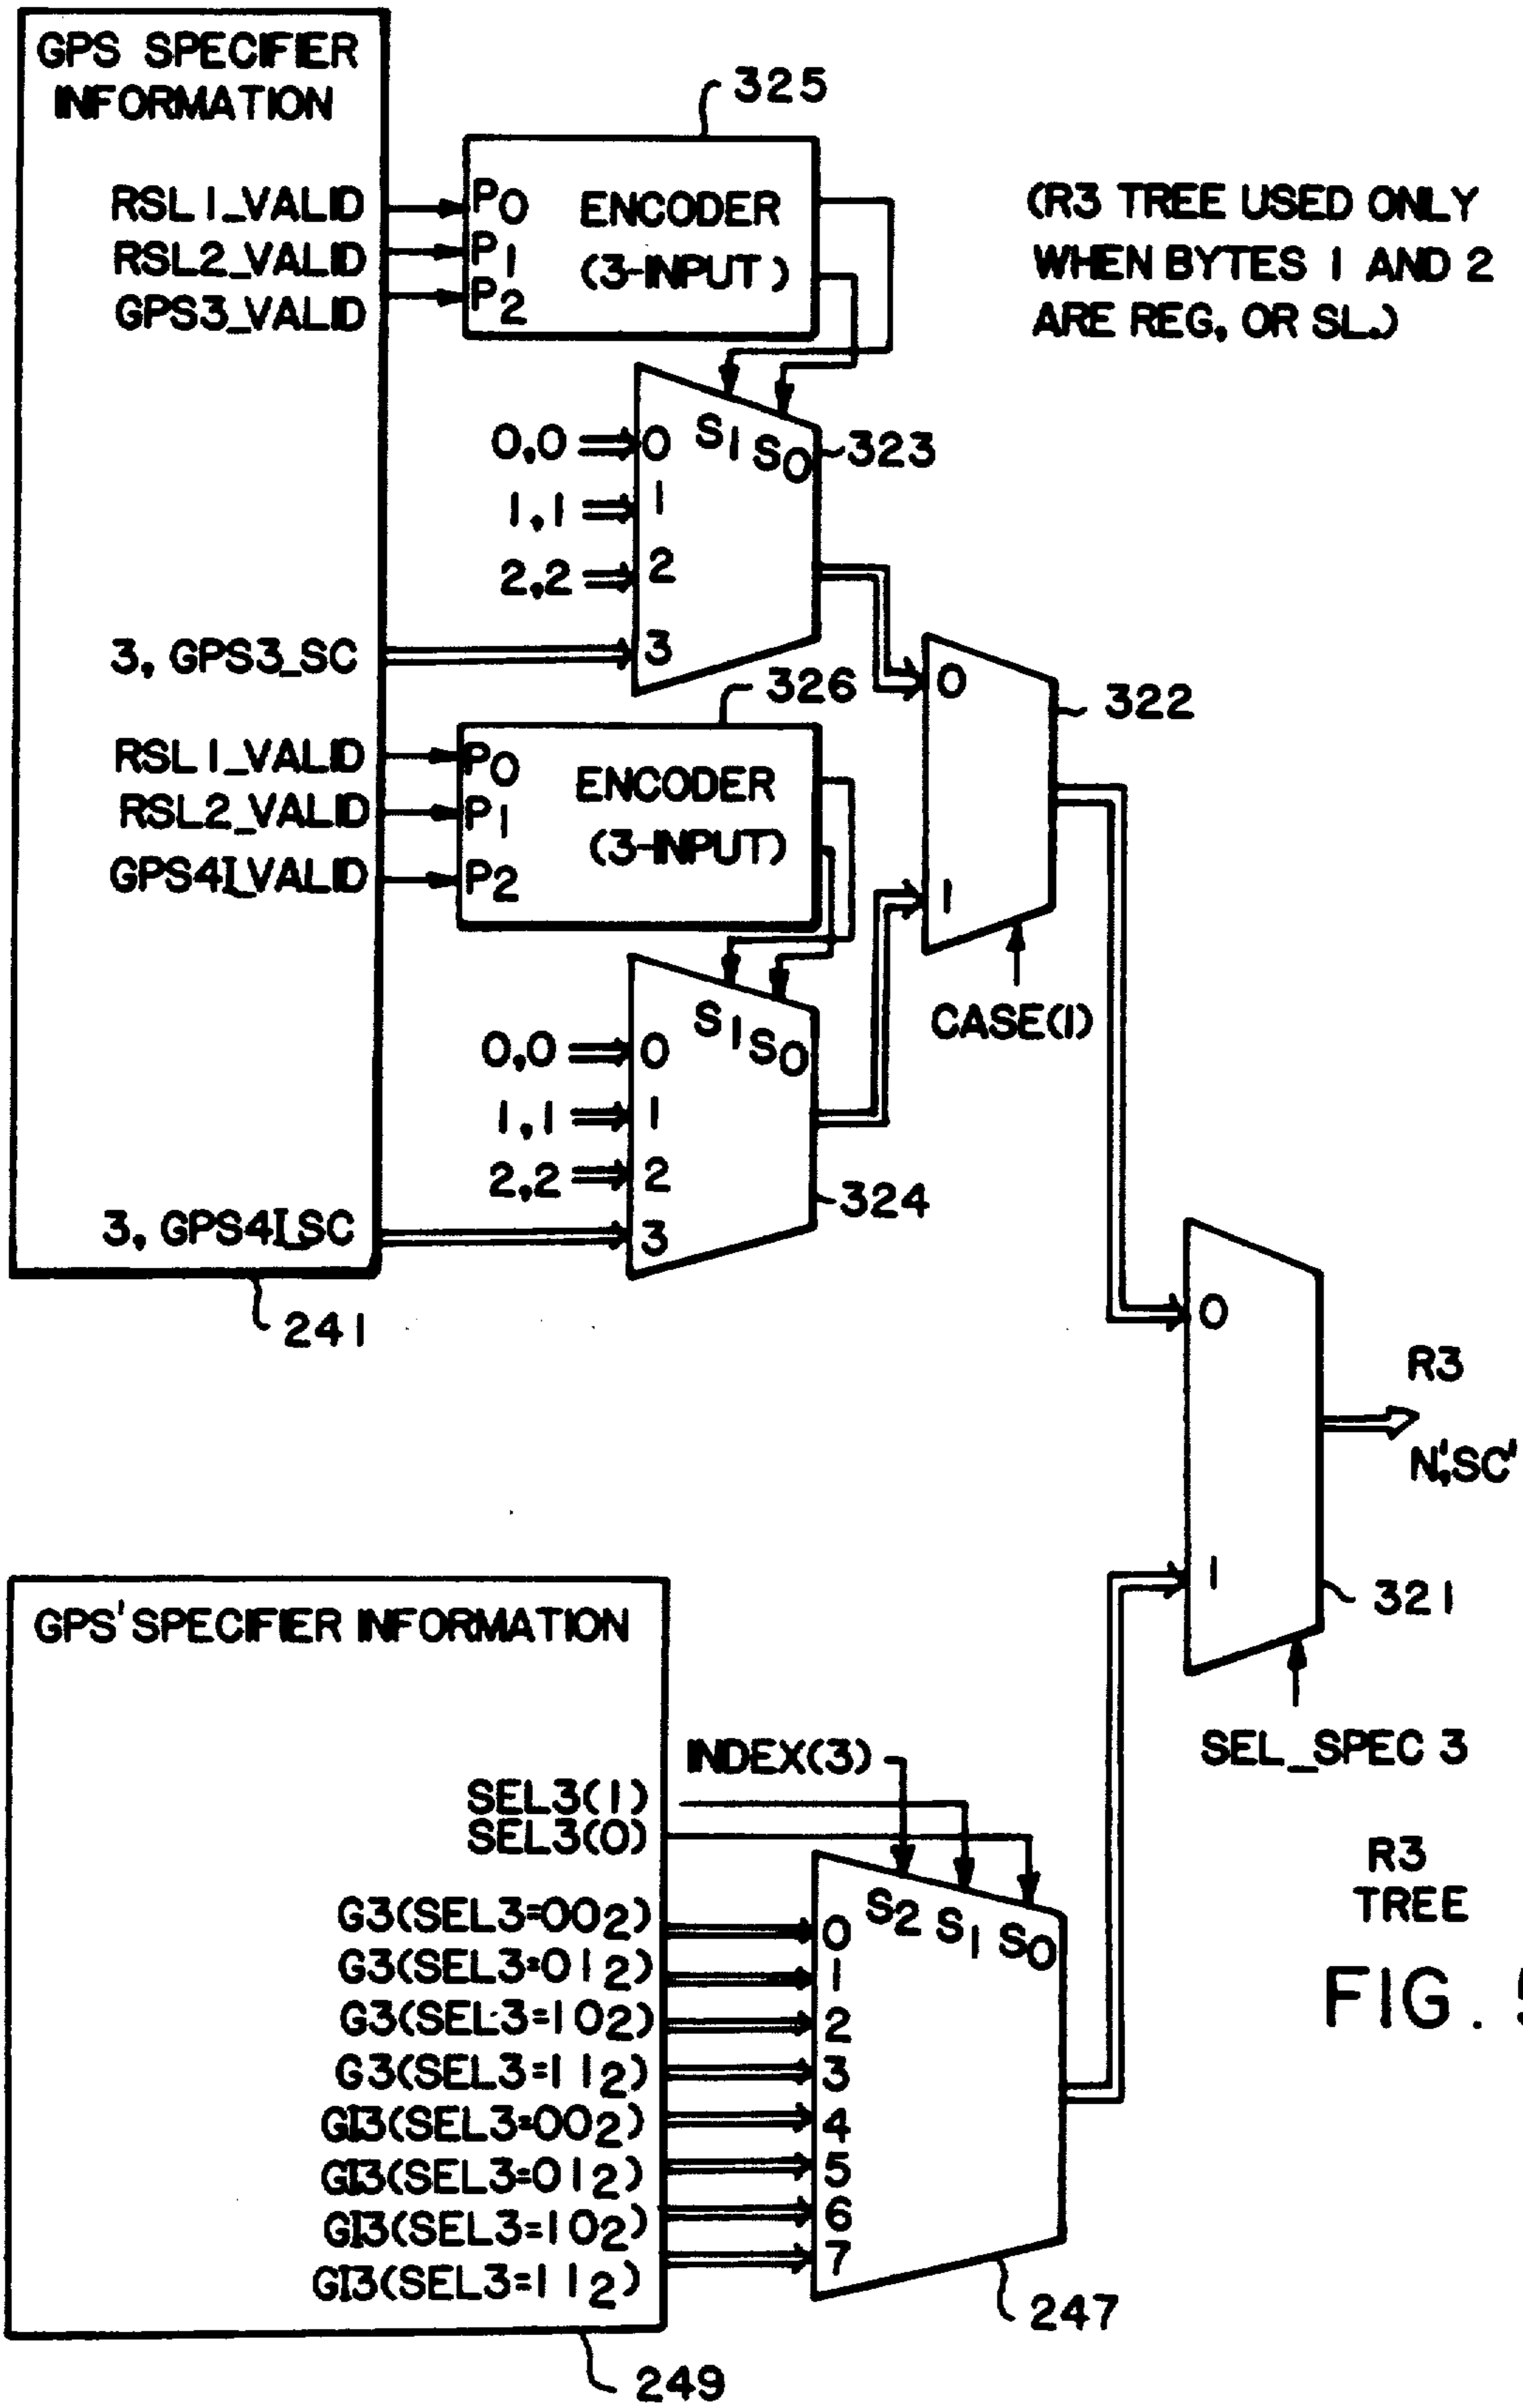 GPS SPECIFIER
INFORMATION
325
RSL1_VALID
P0
ENCODER
(R3 TREE USED ONLY
RSL2_VALID
P1
(3-INPUT)
WHEN BYTES 1 AND 2
GPS3_VALID
P2
ARE REG, OR SL.)
0,0
0
S1
S0
323
1,1
1
2,2
2
3, GPS3_SC
3
326
0
322
RSL1_VALID
P0
ENCODER
RSL2_VALID
P1
(3-INPUT)
GPS4I_VALID
P2
1
CASE(1)
0,0
0
S1
S0
1,1
1
2,2
2
324
3, GPS4I_SC
3
241
0
R3
N',SC'
1
321
SEL_SPEC 3
GPS' SPECIFIER INFORMATION
INDEX(3)
SEL3(1)
SEL3(0)
S2
S1
S0
G3(SEL3=002)
0
G3(SEL3=012)
1
G3(SEL3=102)
2
G3(SEL3=112)
3
GI3(SEL3=002)
4
GI3(SEL3=012)
5
GI3(SEL3=102)
6
GI3(SEL3=112)
7
247
249
R3
TREE
FIG.